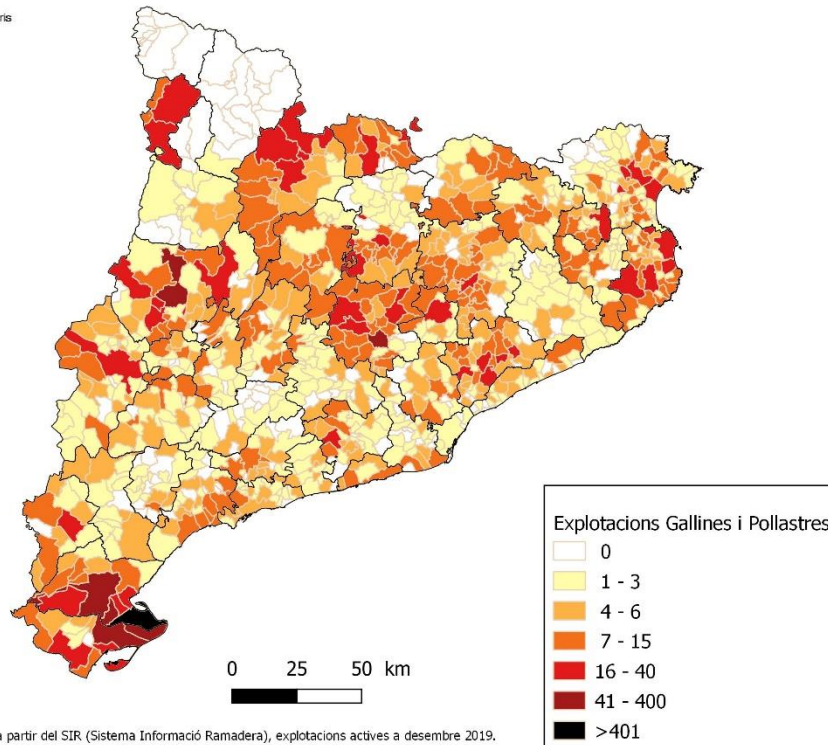 ris
Explotacions Gallines i Pollastres
0
1 - 3
4 - 6
7 - 15
16 - 40
41 - 400
>401
0 25 50 km
a partir del SIR (Sistema Informació Ramadera), explotacions actives a desembre 2019.